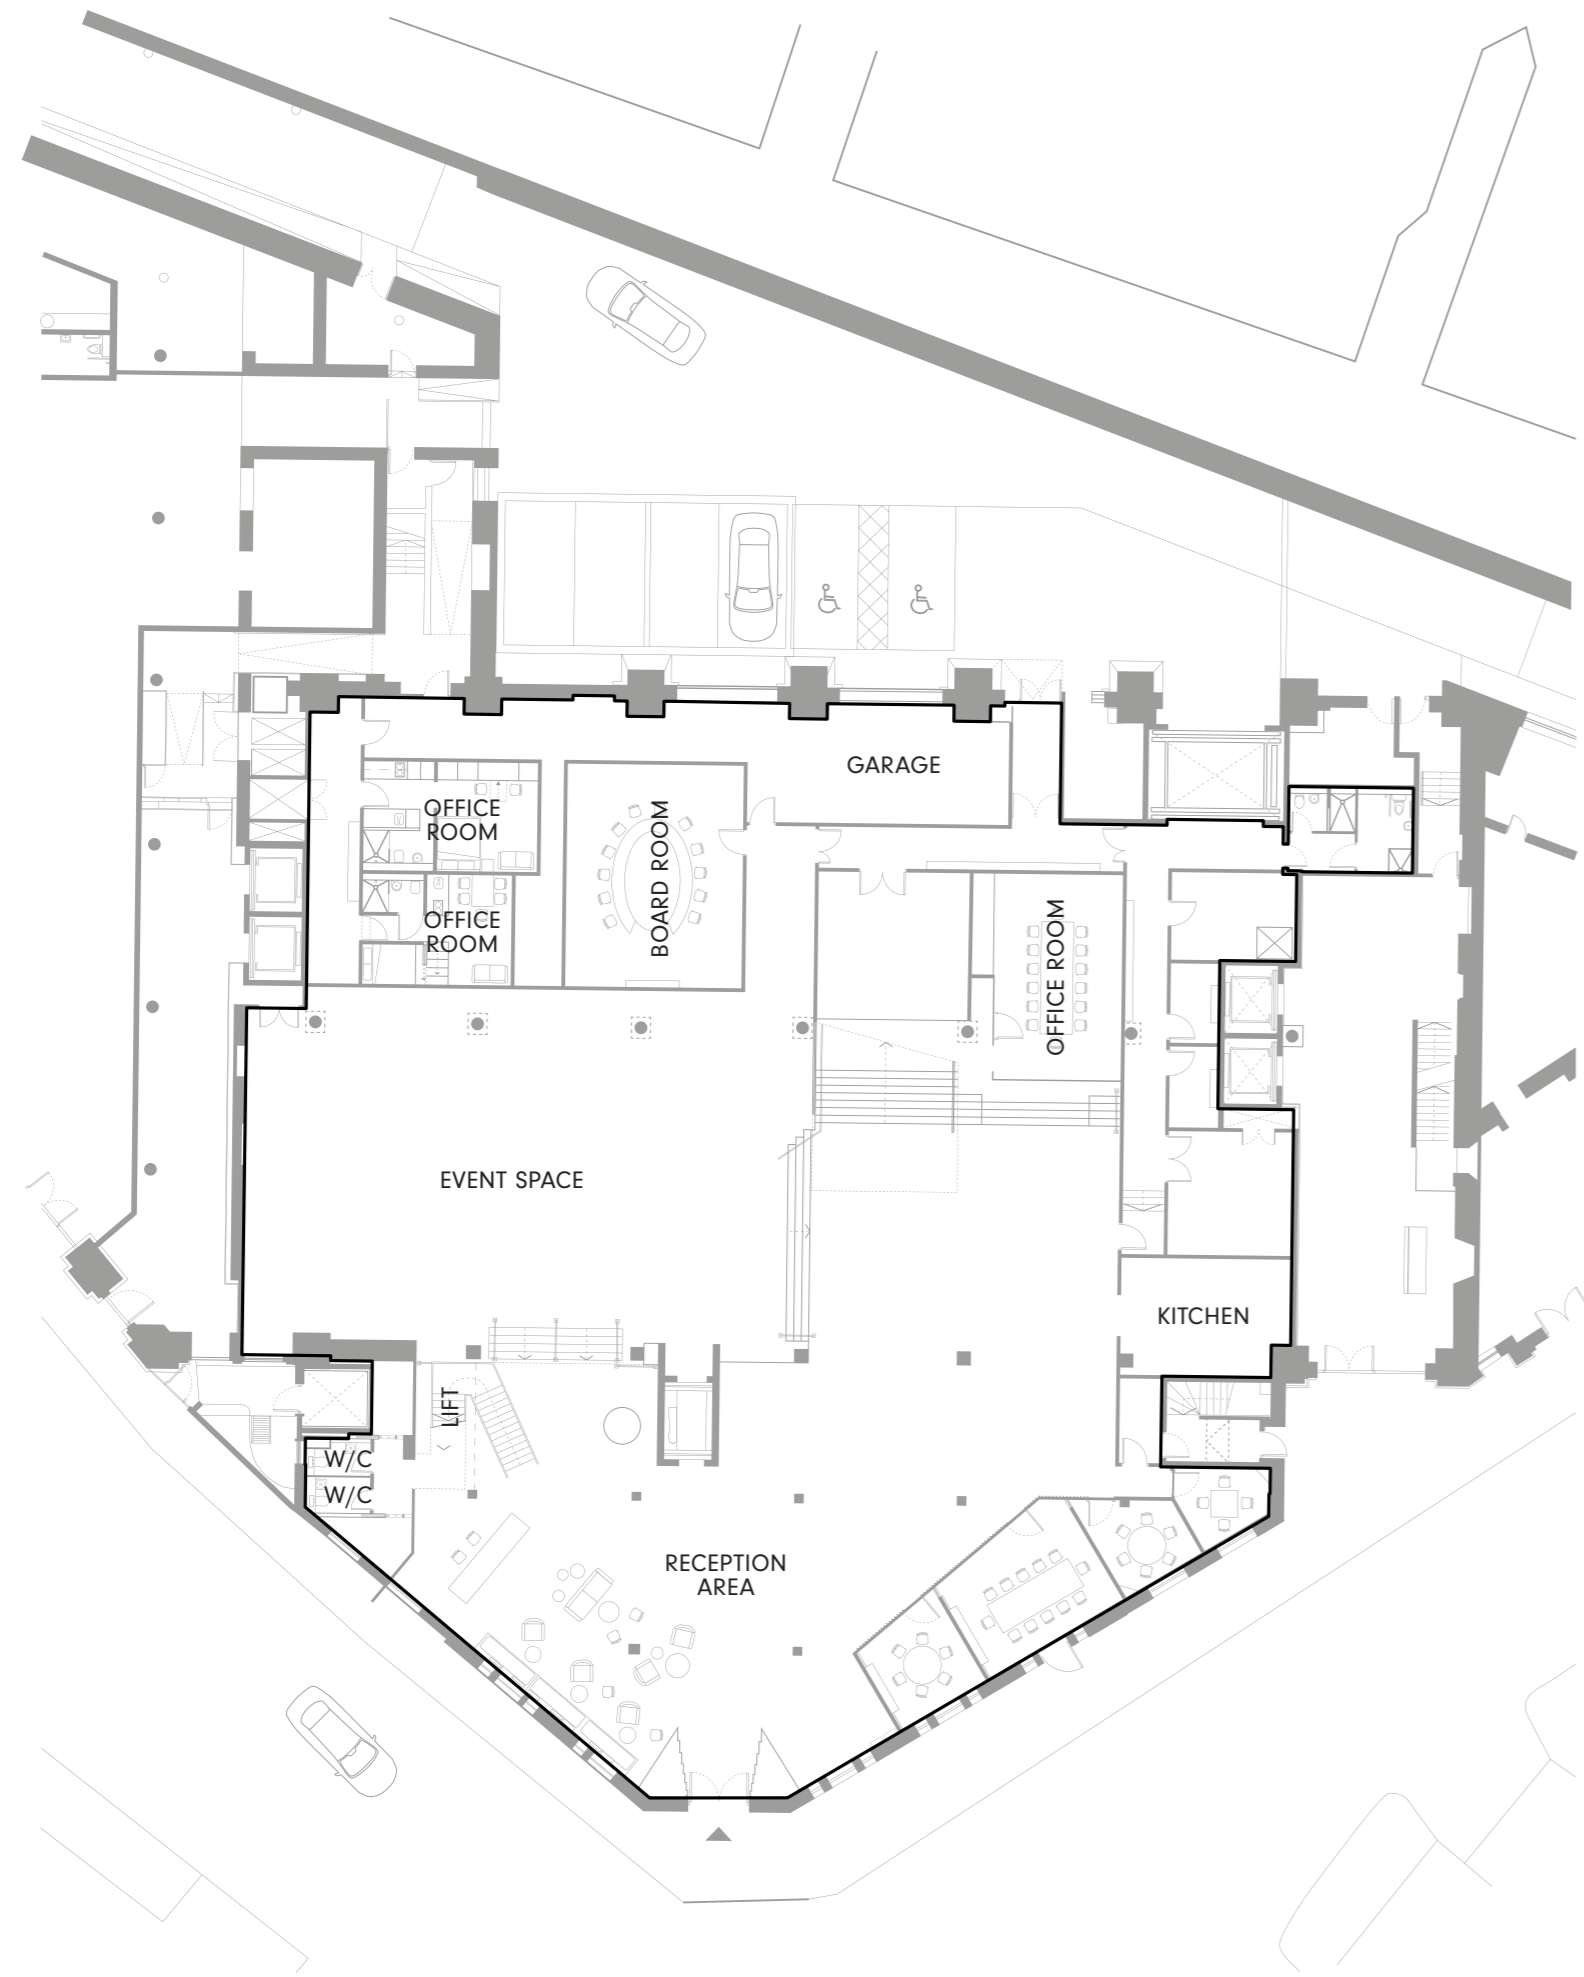 GARAGE
OFFICE
ROOM
BOARD ROOM
OFFICE
ROOM
OFFICE ROOM
EVENT SPACE
KITCHEN
LIFT
W/C
W/C
RECEPTION
AREA